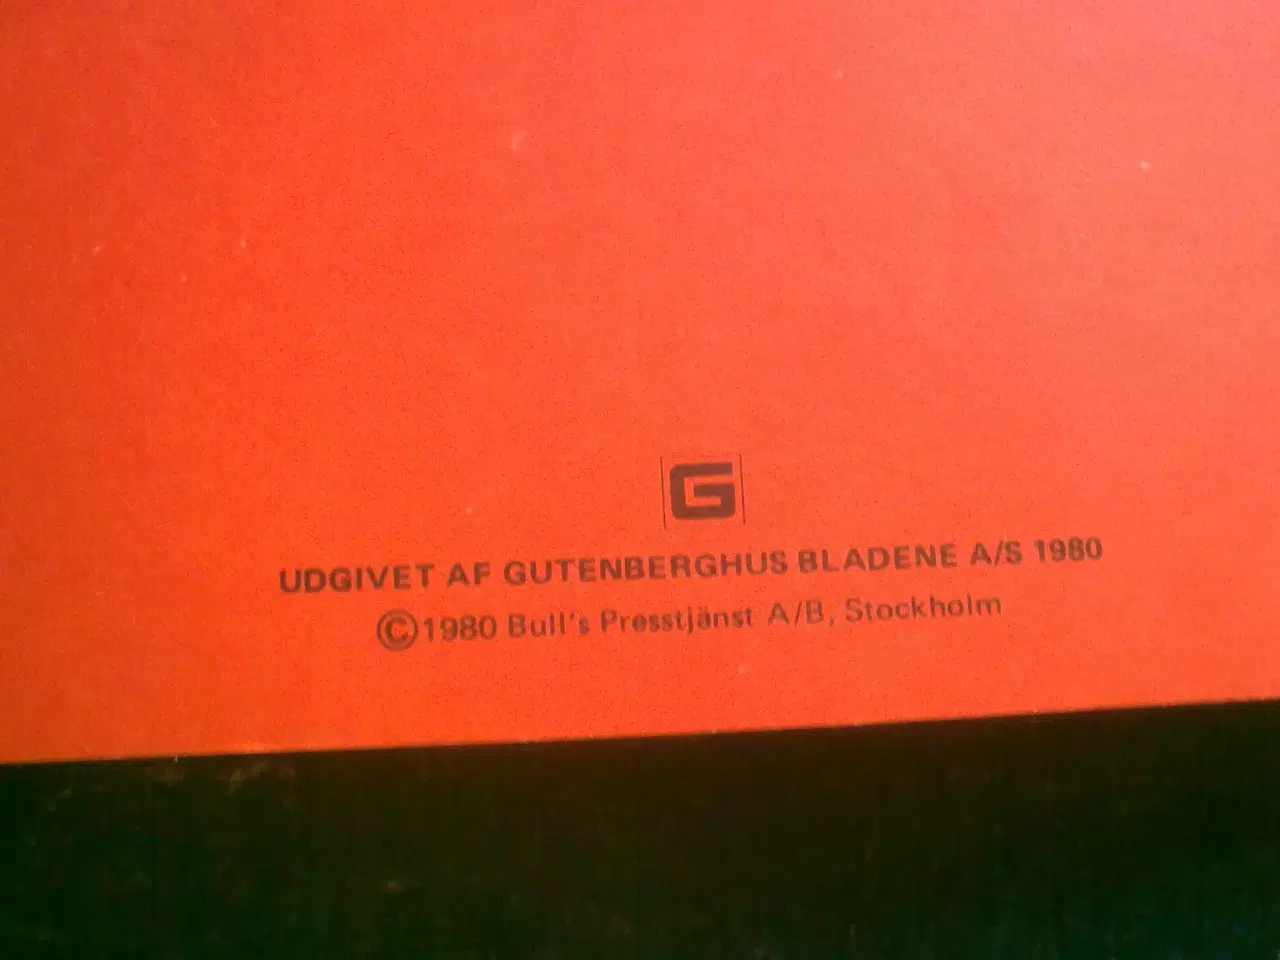 G
UDGIVET AF GUTENBERGHUS BLADENE A/S 1980
©1980 Bull's Presstjänst A/B, Stockholm